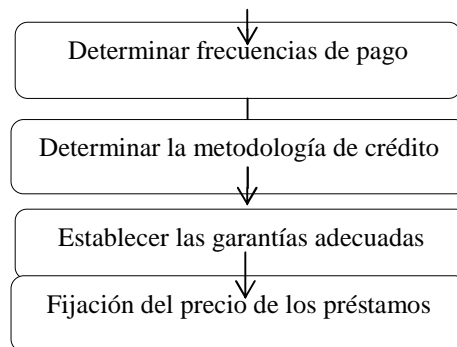 Determinar frecuencias de pago
Determinar la metodología de crédito
Establecer las garantías adecuadas
Fijación del precio de los préstamos